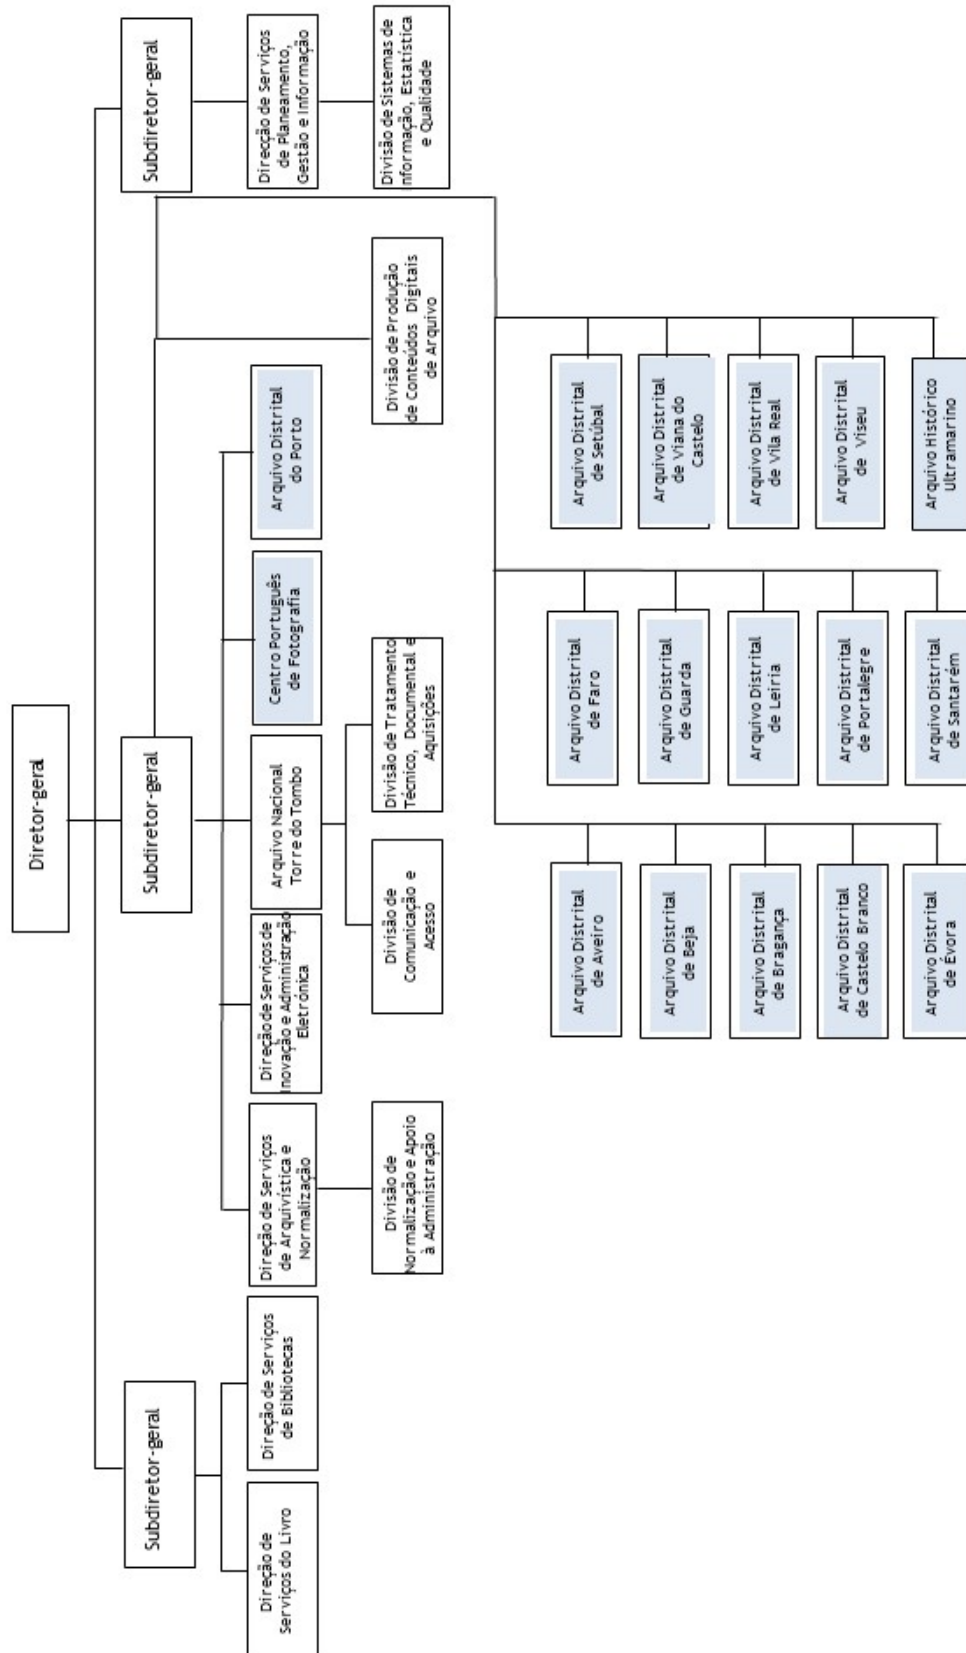 Diretor-geral
Subdiretor-geral
Subdiretor-geral
Subdiretor-geral
Direção de
Serviços do Livro
Direção de Serviços
de Bibliotecas
Direção de Serviços
de Arquivística e
Normalização
Direção de Serviços de
Inovação e Administração
Eletrónica
Arquivo Nacional
Torre do Tombo
Centro Português
de Fotografia
Arquivo Distrital
do Porto
Direcção de Serviços
de Planeamento,
Gestão e Informação
Divisão de
Normalização e Apoio
à Administração
Divisão de
Comunicação e
Acesso
Divisão de Tratamento
Técnico, Documental e
Aquisições
Divisão de Produção
de Conteúdos Digitais
de Arquivo
Divisão de Sistemas de
Informação, Estatística
e Qualidade
Arquivo Distrital
de Aveiro
Arquivo Distrital
de Beja
Arquivo Distrital
de Bragança
Arquivo Distrital
de Castelo Branco
Arquivo Distrital
de Évora
Arquivo Distrital
de Faro
Arquivo Distrital
de Guarda
Arquivo Distrital
de Leiria
Arquivo Distrital
de Portalegre
Arquivo Distrital
de Santarém
Arquivo Distrital
de Setúbal
Arquivo Distrital
de Viana do
Castelo
Arquivo Distrital
de Vila Real
Arquivo Distrital
de Viseu
Arquivo Histórico
Ultramarino